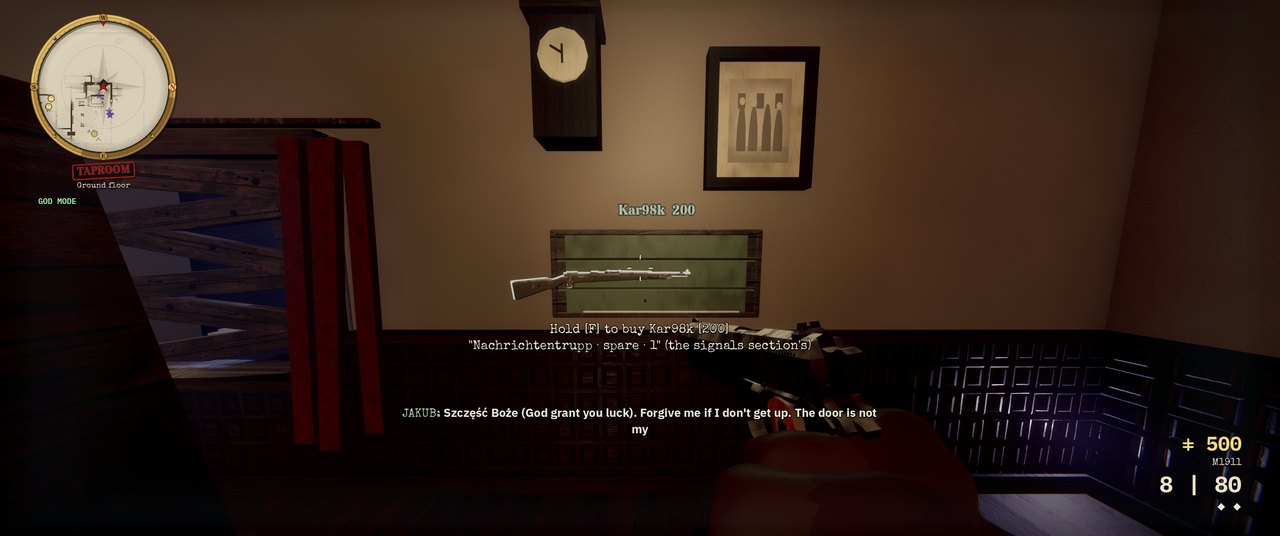 TAPROOM
Ground floor
GOD MODE
Kar98k 200
Hold [F] to buy Kar98k [200]
"Nachrichtentrupp · spare · 1" (the signals section's)
JAKUB: Szczęść Boże (God grant you luck). Forgive me if I don't get up. The door is not
my
500
M1911
8 | 80